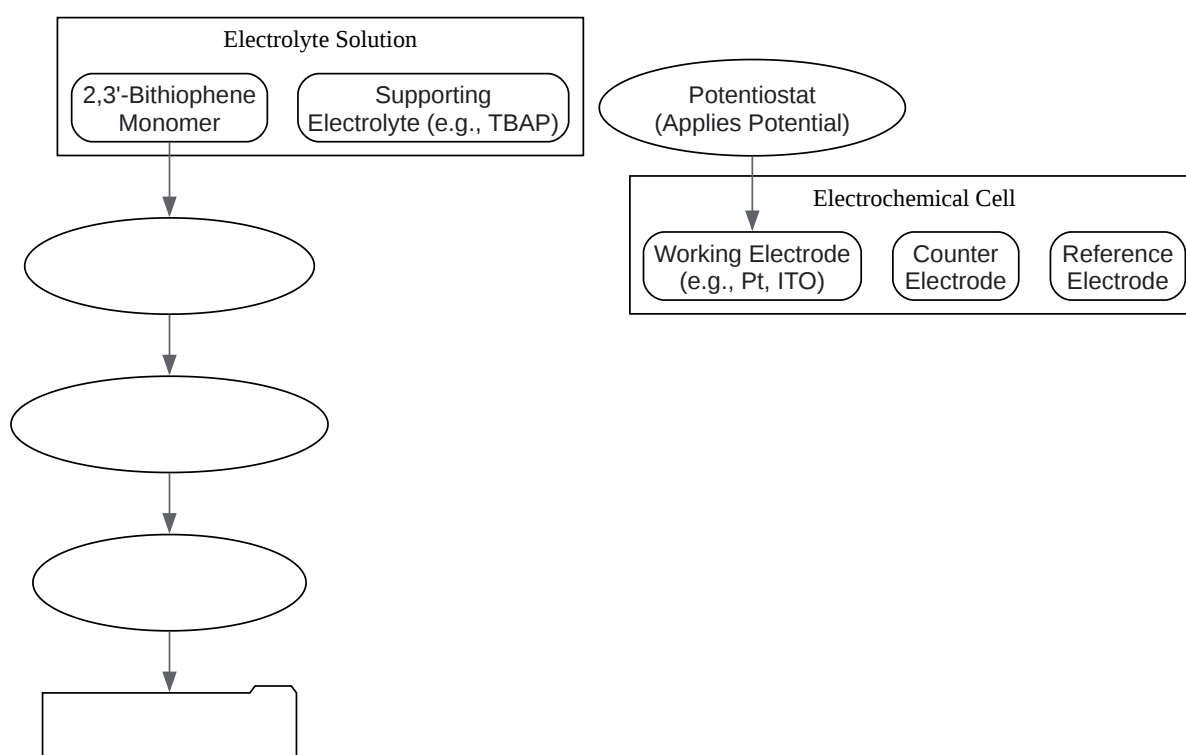 Electrolyte Solution
2,3'-Bithiophene
Monomer
Supporting
Electrolyte (e.g., TBAP)
Potentiostat
(Applies Potential)
Electrochemical Cell
Working Electrode
(e.g., Pt, ITO)
Counter
Electrode
Reference
Electrode